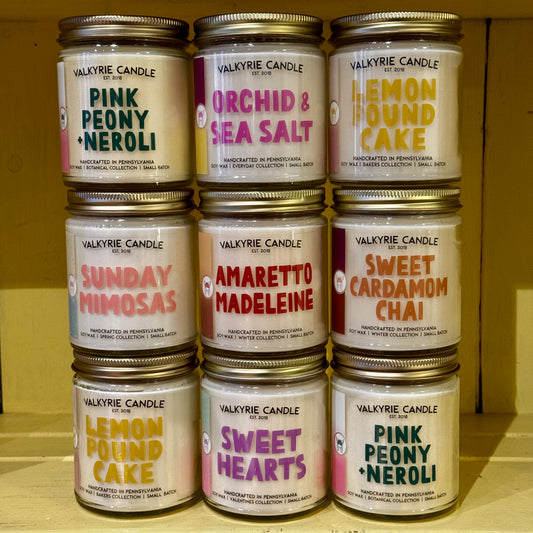 VALKYRIE CANDLE
EST. 2018
PINK
PEONY
+NEROLI
HANDCRAFTED IN PENNSYLVANIA
SOY WAX | BOTANICAL COLLECTION | SMALL BATCH
VALKYRIE CANDLE
EST. 2018
ORCHID &
SEA SALT
HANDCRAFTED IN PENNSYLVANIA
SOY WAX | EVERYDAY COLLECTION | SMALL BATCH
VALKYRIE CANDLE
EST. 2018
LEMON
POUND
CAKE
HANDCRAFTED IN PENNSYLVANIA
SOY WAX | BAKERS COLLECTION | SMALL BATCH
VALKYRIE CANDLE
EST. 2018
SUNDAY
MIMOSAS
HANDCRAFTED IN PENNSYLVANIA
SOY WAX | SPRING COLLECTION | SMALL BATCH
VALKYRIE CANDLE
EST. 2018
AMARETTO
MADELEINE
HANDCRAFTED IN PENNSYLVANIA
SOY WAX | WINTER COLLECTION | SMALL BATCH
VALKYRIE CANDLE
EST. 2018
SWEET
CARDAMOM
CHAI
HANDCRAFTED IN PENNSYLVANIA
SOY WAX | WINTER COLLECTION | SMALL BATCH
VALKYRIE CANDLE
EST. 2018
LEMON
POUND
CAKE
HANDCRAFTED IN PENNSYLVANIA
SOY WAX | BAKERS COLLECTION | SMALL BATCH
VALKYRIE CANDLE
EST. 2018
SWEET
HEARTS
HANDCRAFTED IN PENNSYLVANIA
SOY WAX | VALENTINES COLLECTION | SMALL BATCH
VALKYRIE CANDLE
EST. 2018
PINK
PEONY
+NEROLI
HANDCRAFTED IN PENNSYLVANIA
SOY WAX | BOTANICAL COLLECTION | SMALL BATCH